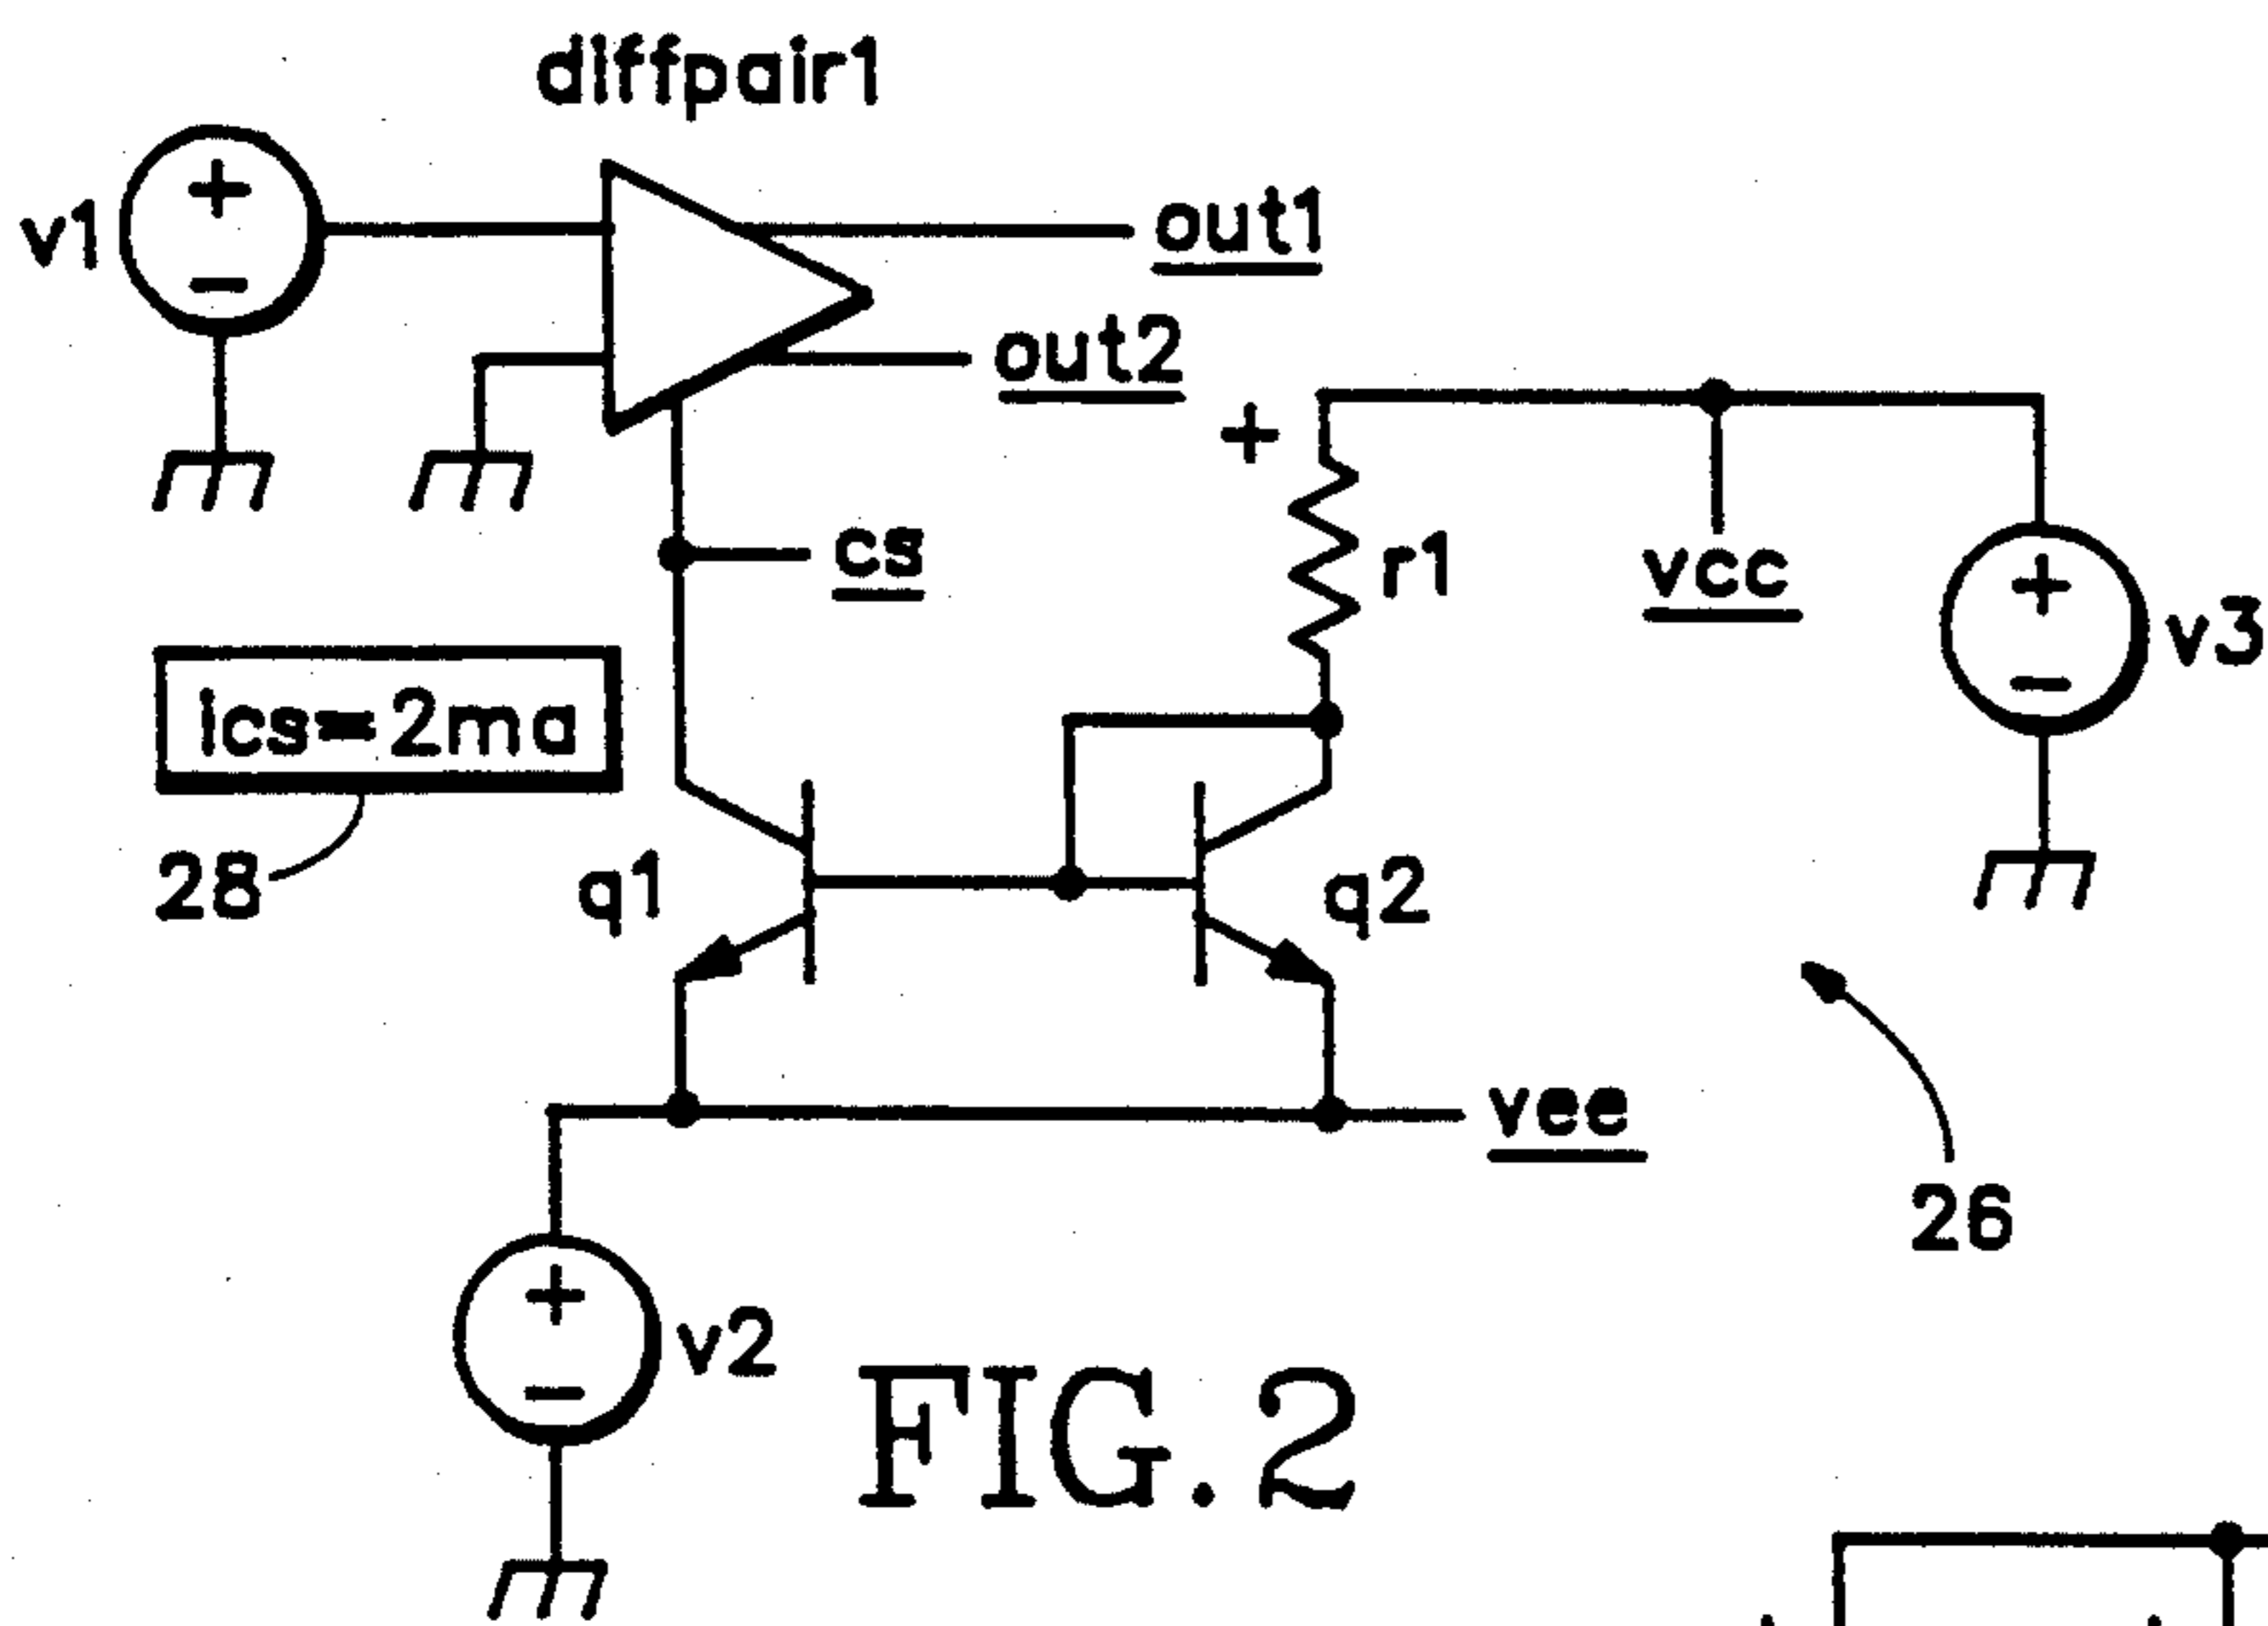 diffpair1
v1
+
−
out1
out2
+
cs
r1
vcc
+
−
v3
ics=2ma
28
q1
q2
vee
26
+
−
v2
FIG. 2